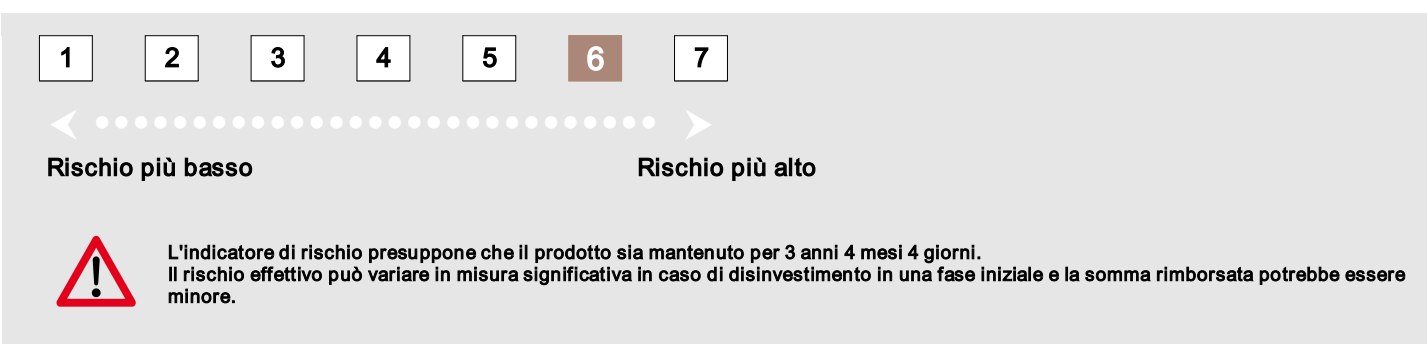 1 2 3 4 5 6 7
Rischio più basso Rischio più alto
L'indicatore di rischio presuppone che il prodotto sia mantenuto per 3 anni 4 mesi 4 giorni.
Il rischio effettivo può variare in misura significativa in caso di disinvestimento in una fase iniziale e la somma rimborsata potrebbe essere
minore.